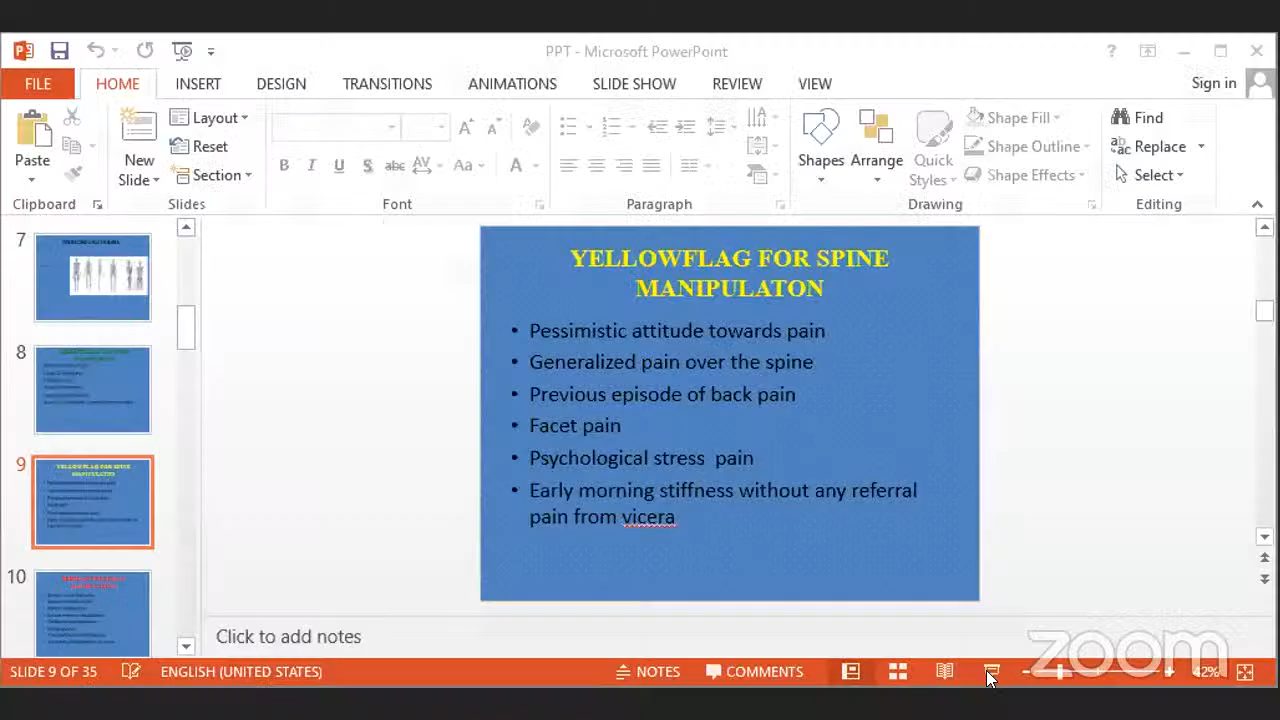 PPT - Microsoft PowerPoint
?
FILE HOME INSERT DESIGN TRANSITIONS ANIMATIONS SLIDE SHOW REVIEW VIEW Sign in
Paste
New Slide
Layout
Reset
Section
B I U S abc AV Aa A
Shapes Arrange Quick Styles
Shape Fill
Shape Outline
Shape Effects
Find
Replace
Select
Clipboard Slides Font Paragraph Drawing Editing
7
8
9
10
YELLOWFLAG FOR SPINE
MANIPULATON
• Pessimistic attitude towards pain
• Generalized pain over the spine
• Previous episode of back pain
• Facet pain
• Psychological stress  pain
• Early morning stiffness without any referral
pain from vicera
Click to add notes
SLIDE 9 OF 35 ENGLISH (UNITED STATES) NOTES COMMENTS 42%
zoom